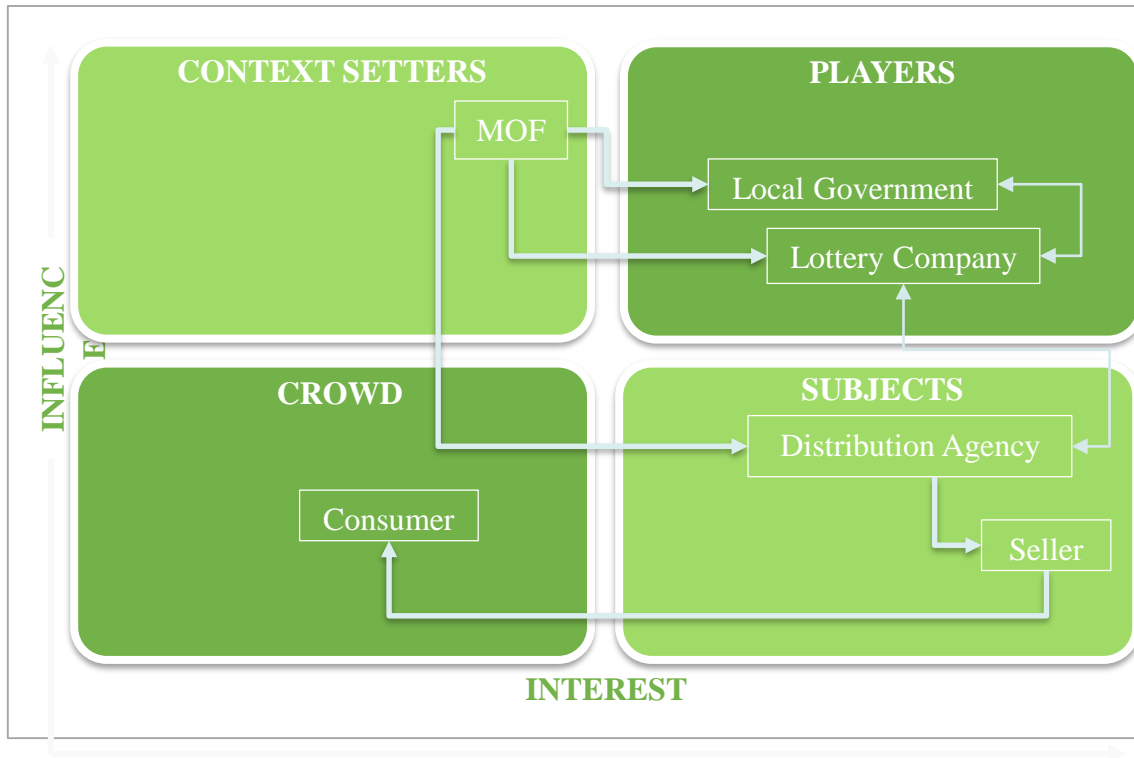 CONTEXT SETTERS
MOF
PLAYERS
Local Government
Lottery Company
INFLUENC
E
CROWD
Consumer
SUBJECTS
Distribution Agency
Seller
INTEREST